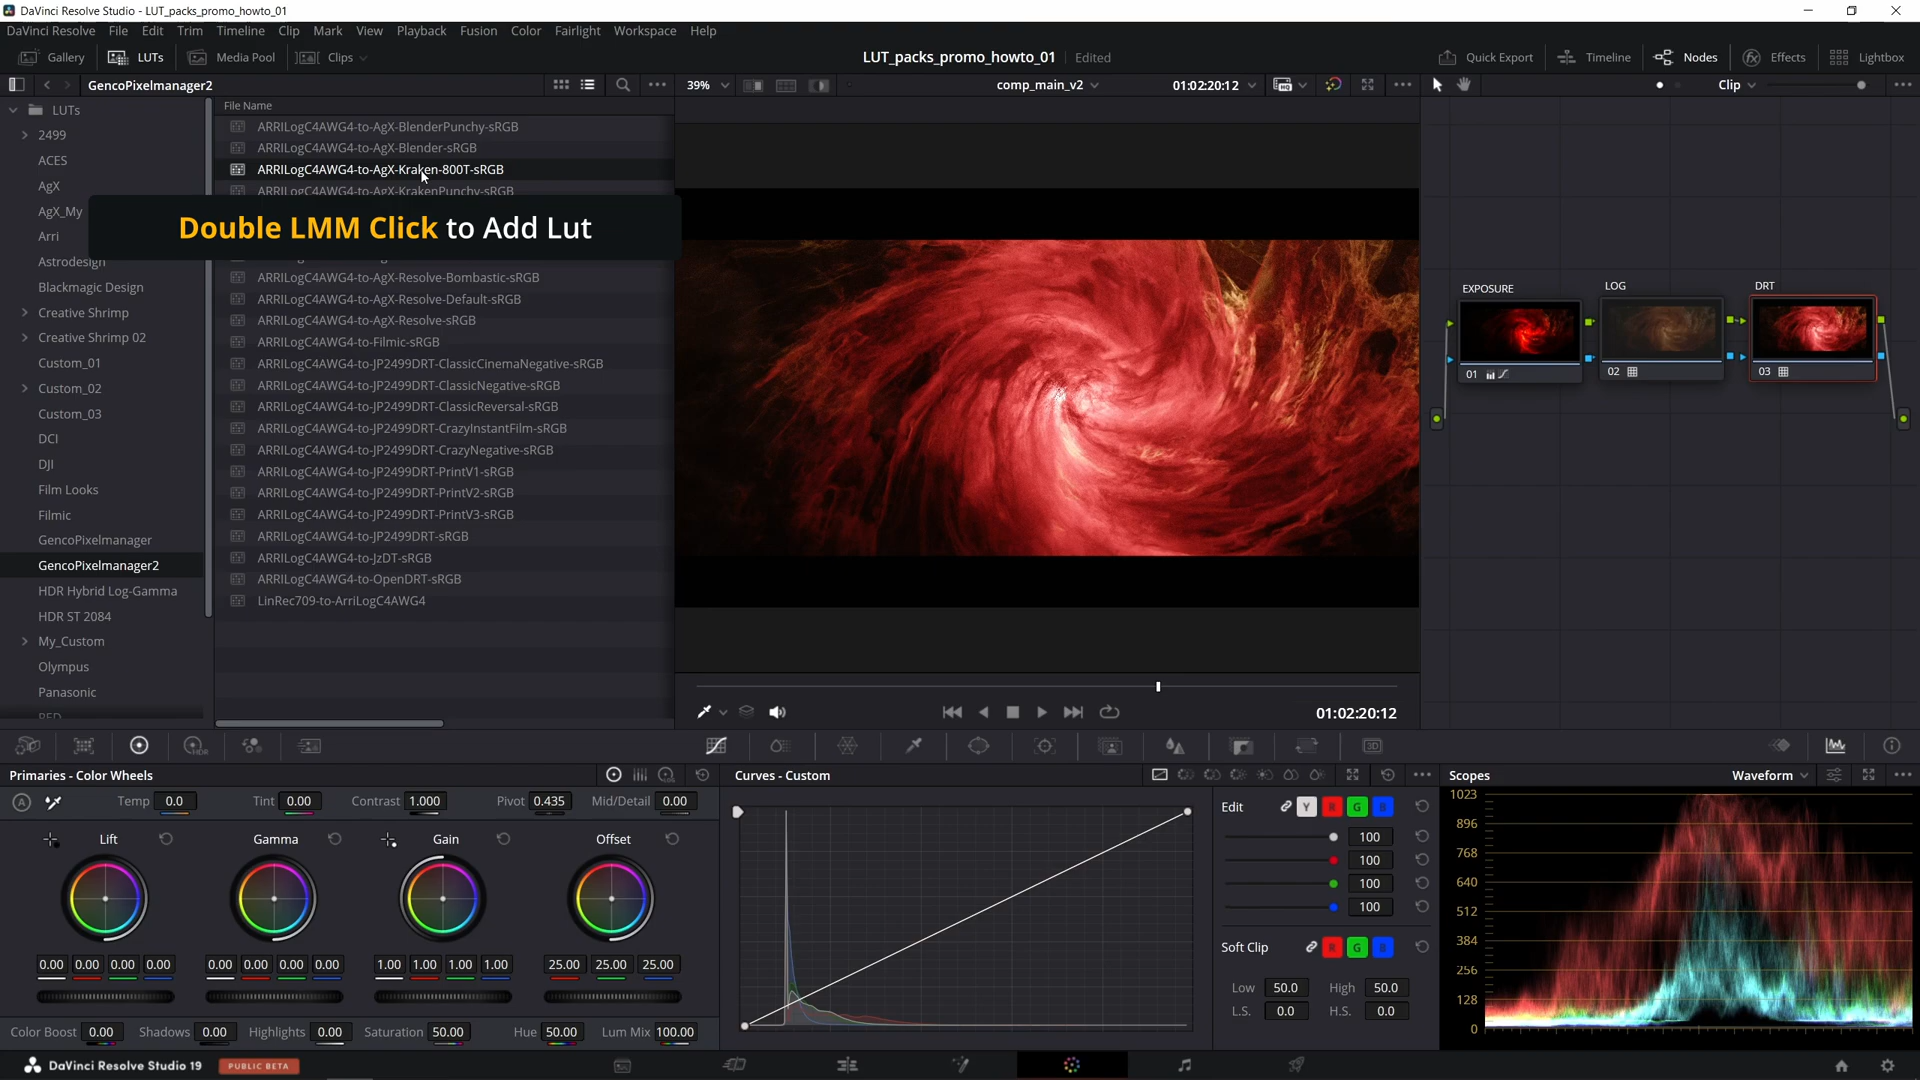 DaVinci Resolve Studio - LUT_packs_promo_howto_01
DaVinci Resolve File Edit Trim Timeline Clip Mark View Playback Fusion Color Fairlight Workspace Help
Gallery LUTs Media Pool Clips LUT_packs_promo_howto_01 Edited Quick Export Timeline Nodes Effects Lightbox
GencoPixelmanager2 39% comp_main_v2 01:02:20:12 Clip
LUTs
2499
ACES
AgX
AgX_My
Arri
Astrodesign
Blackmagic Design
Creative Shrimp
Creative Shrimp 02
Custom_01
Custom_02
Custom_03
DCI
DJI
Film Looks
Filmic
GencoPixelmanager
GencoPixelmanager2
HDR Hybrid Log-Gamma
HDR ST 2084
My_Custom
Olympus
Panasonic
RED
File Name
ARRILogC4AWG4-to-AgX-BlenderPunchy-sRGB
ARRILogC4AWG4-to-AgX-Blender-sRGB
ARRILogC4AWG4-to-AgX-Kraken-800T-sRGB
ARRILogC4AWG4-to-AgX-KrakenPunchy-sRGB
Double LMM Click to Add Lut
ARRILogC4AWG4-to-AgX-Resolve-Bombastic-sRGB
ARRILogC4AWG4-to-AgX-Resolve-Default-sRGB
ARRILogC4AWG4-to-AgX-Resolve-sRGB
ARRILogC4AWG4-to-Filmic-sRGB
ARRILogC4AWG4-to-JP2499DRT-ClassicCinemaNegative-sRGB
ARRILogC4AWG4-to-JP2499DRT-ClassicNegative-sRGB
ARRILogC4AWG4-to-JP2499DRT-ClassicReversal-sRGB
ARRILogC4AWG4-to-JP2499DRT-CrazyInstantFilm-sRGB
ARRILogC4AWG4-to-JP2499DRT-CrazyNegative-sRGB
ARRILogC4AWG4-to-JP2499DRT-PrintV1-sRGB
ARRILogC4AWG4-to-JP2499DRT-PrintV2-sRGB
ARRILogC4AWG4-to-JP2499DRT-PrintV3-sRGB
ARRILogC4AWG4-to-JP2499DRT-sRGB
ARRILogC4AWG4-to-JzDT-sRGB
ARRILogC4AWG4-to-OpenDRT-sRGB
LinRec709-to-ArriLogC4AWG4
EXPOSURE LOG DRT
01 02 03
01:02:20:12
HDR LOG 3D
Primaries - Color Wheels
A Temp 0.0 Tint 0.00 Contrast 1.000 Pivot 0.435 Mid/Detail 0.00
Lift Gamma Gain Offset
0.00 0.00 0.00 0.00 0.00 0.00 0.00 0.00 1.00 1.00 1.00 1.00 25.00 25.00 25.00
Color Boost 0.00 Shadows 0.00 Highlights 0.00 Saturation 50.00 Hue 50.00 Lum Mix 100.00
Curves - Custom
Edit Y R G B
100
100
100
100
Soft Clip R G B
Low 50.0 High 50.0
L.S. 0.0 H.S. 0.0
Scopes Waveform
1023
896
768
640
512
384
256
128
0
DaVinci Resolve Studio 19 PUBLIC BETA